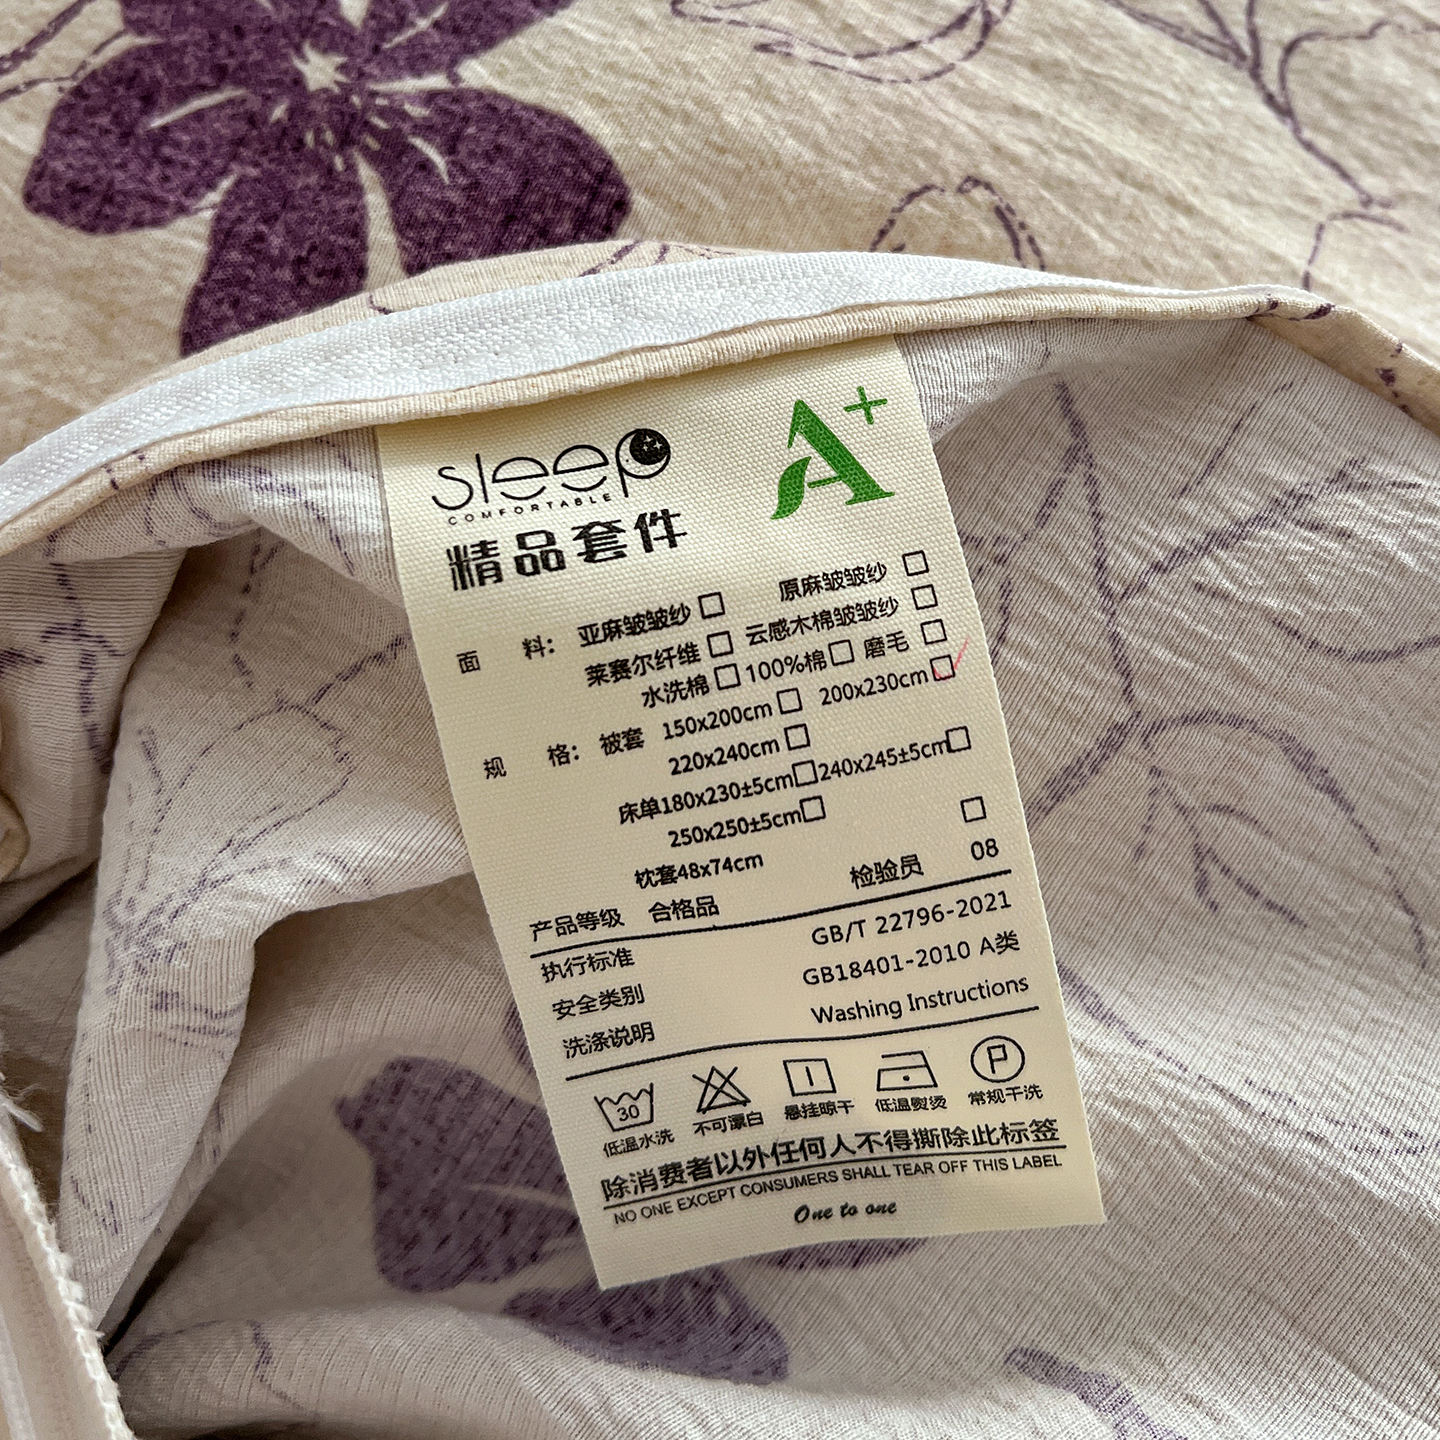 sleep
COMFORTABLE
A+
精品套件
面 料: 亚麻皱皱纱□ 原麻皱皱纱□
莱赛尔纤维□ 云感木棉皱皱纱□
水洗棉□ 100%棉□ 磨毛□
规 格: 被套 150x200cm□ 200x230cm□
220x240cm□
床单180x230±5cm□ 240x245±5cm□
250x250±5cm□
枕套48x74cm □
产品等级 合格品 检验员 08
执行标准 GB/T 22796-2021
安全类别 GB18401-2010 A类
洗涤说明 Washing Instructions
30 P
低温水洗 不可漂白 悬挂晾干 低温熨烫 常规干洗
除消费者以外任何人不得撕除此标签
NO ONE EXCEPT CONSUMERS SHALL TEAR OFF THIS LABEL
One to one